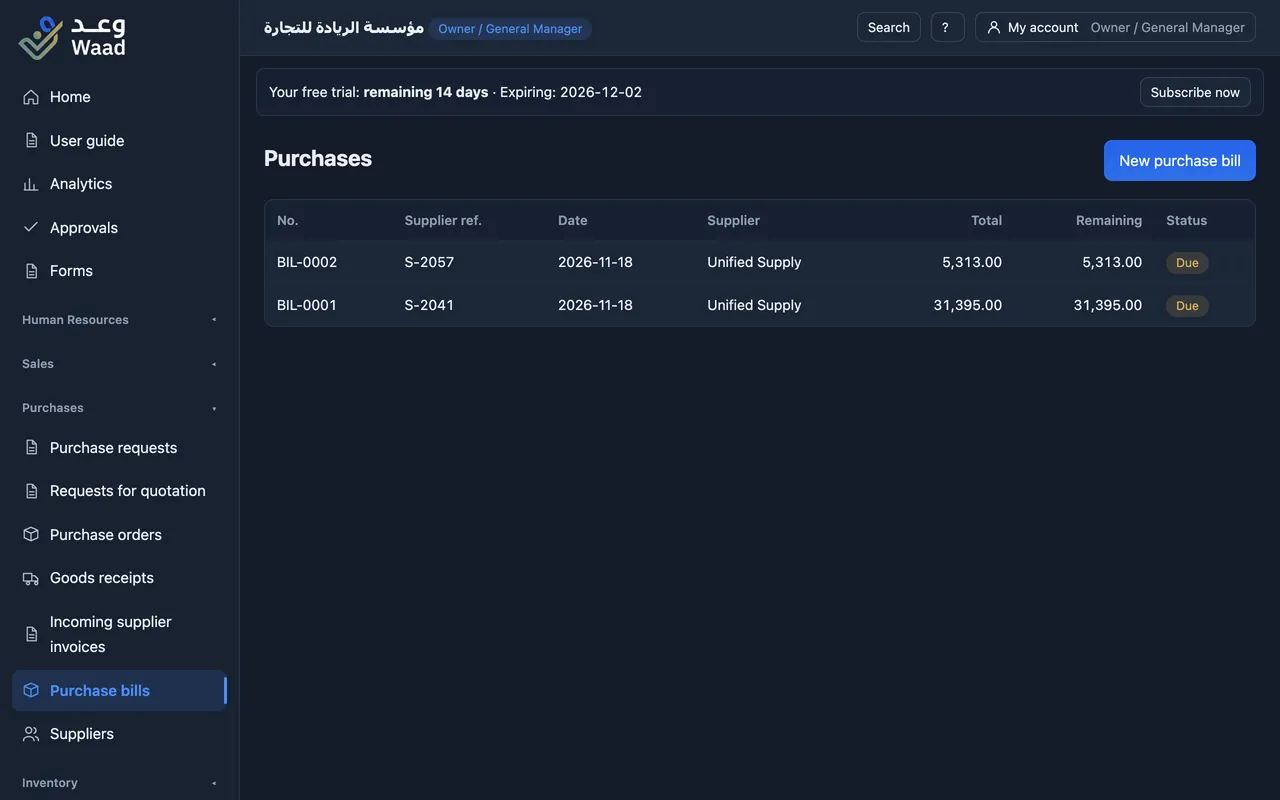 وعد
Waad
Home
User guide
Analytics
Approvals
Forms
Human Resources
Sales
Purchases
Purchase requests
Requests for quotation
Purchase orders
Goods receipts
Incoming supplier
invoices
Purchase bills
Suppliers
Inventory
مؤسسة الريادة للتجارة Owner / General Manager
Search ? My account Owner / General Manager
Your free trial: remaining 14 days · Expiring: 2026-12-02 Subscribe now
Purchases New purchase bill
No. Supplier ref. Date Supplier Total Remaining Status
BIL-0002 S-2057 2026-11-18 Unified Supply 5,313.00 5,313.00 Due
BIL-0001 S-2041 2026-11-18 Unified Supply 31,395.00 31,395.00 Due